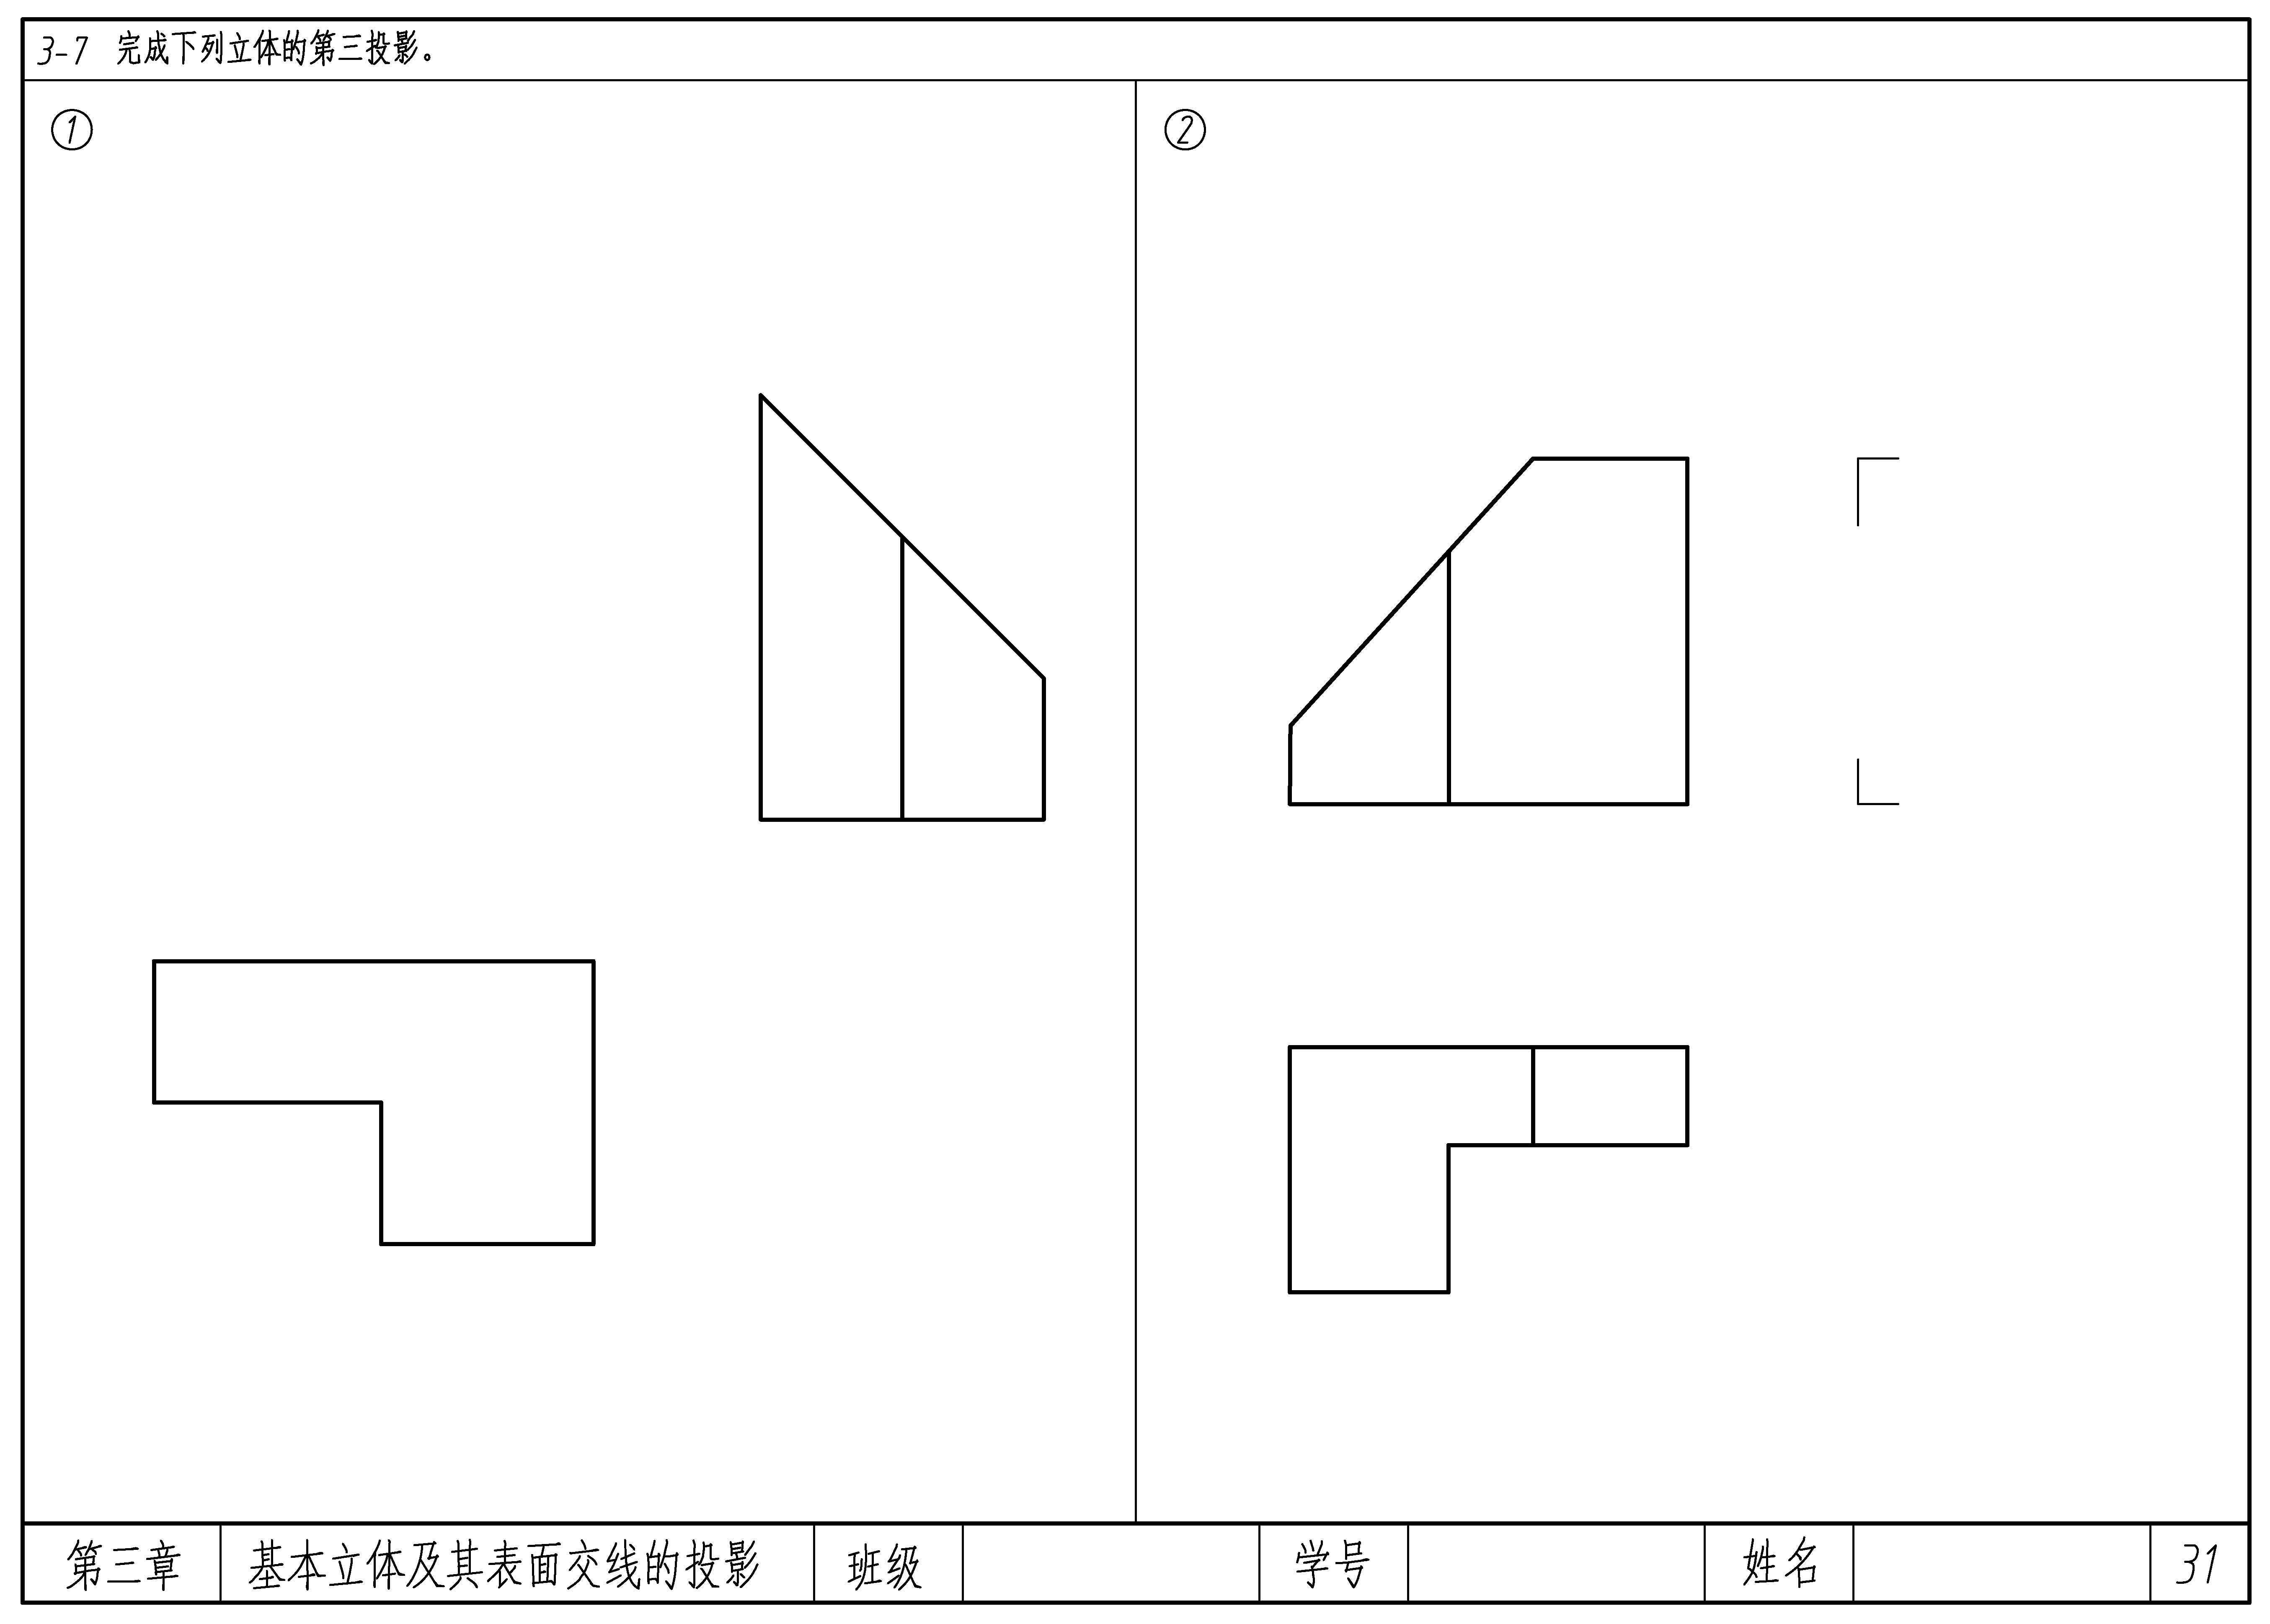 3-7 完成下列立体的第三投影。
①
②
第三章 基本立体及其表面交线的投影 班级 学号 姓名 31